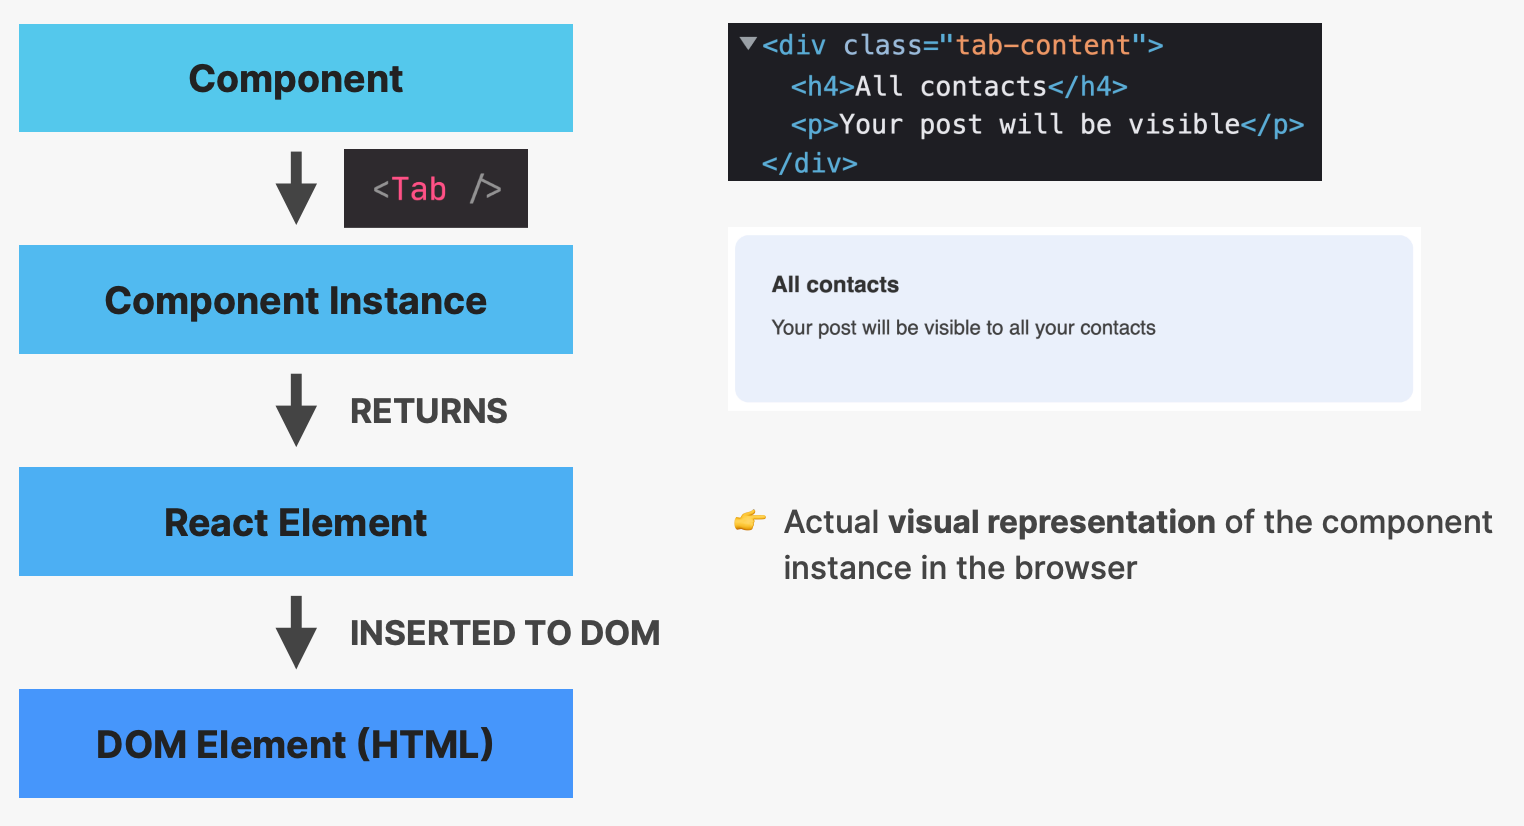 Component
<Tab />
Component Instance
RETURNS
React Element
INSERTED TO DOM
DOM Element (HTML)
<div class="tab-content">
<h4>All contacts</h4>
<p>Your post will be visible</p>
</div>
All contacts
Your post will be visible to all your contacts
👉 Actual visual representation of the component
instance in the browser